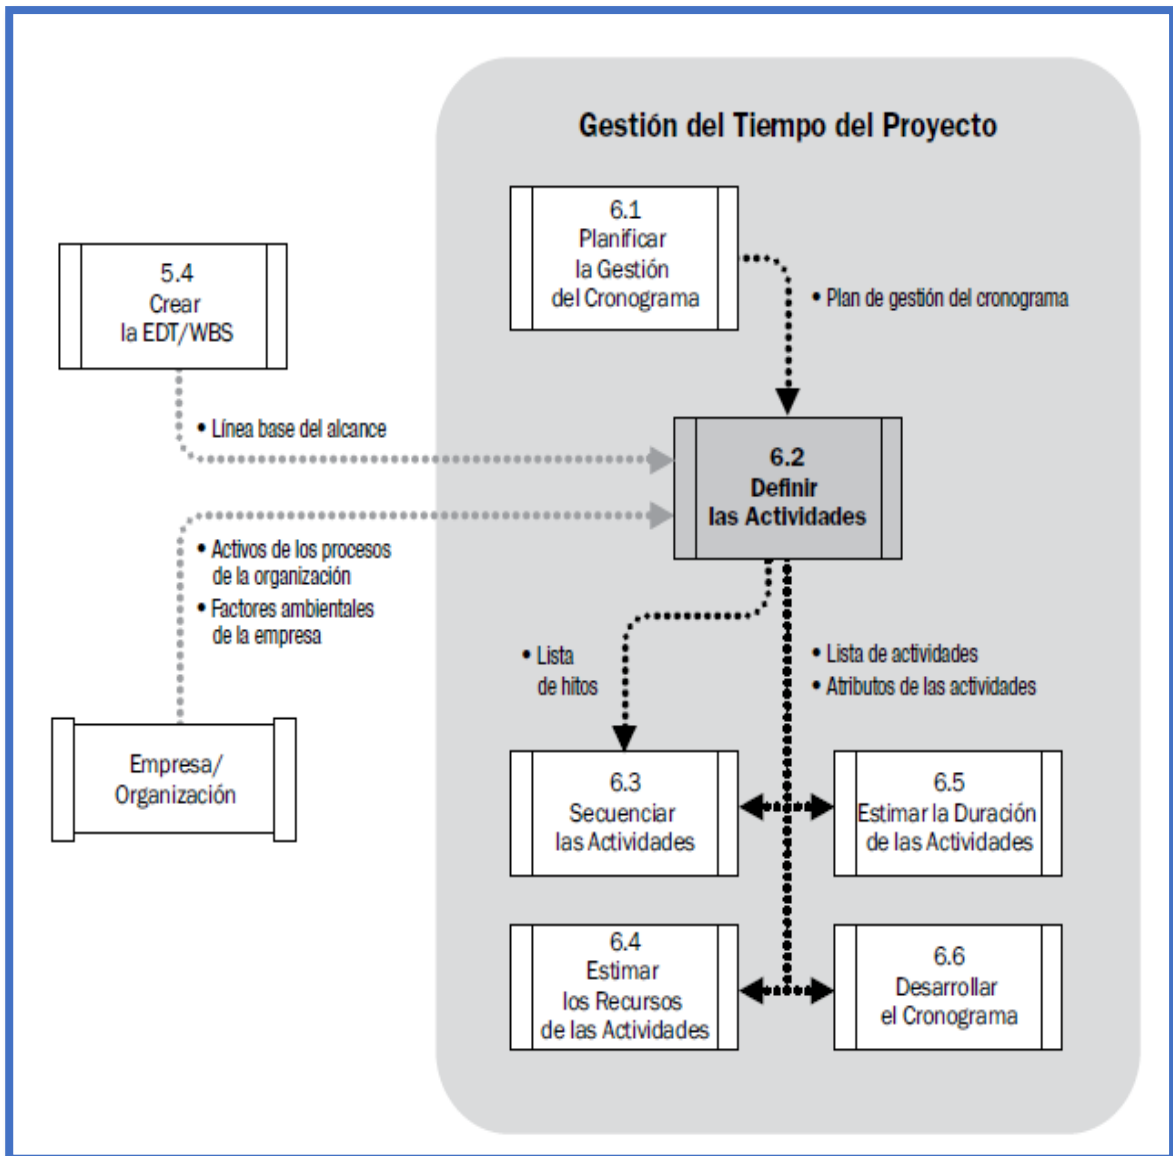 Gestión del Tiempo del Proyecto
6.1
Planificar
la Gestión
del Cronograma
5.4
Crear
la EDT/WBS
• Plan de gestión del cronograma
• Línea base del alcance
6.2
Definir
las Actividades
• Activos de los procesos
de la organización
• Factores ambientales
de la empresa
• Lista
de hitos
• Lista de actividades
• Atributos de las actividades
Empresa/
Organización
6.3
Secuenciar
las Actividades
6.5
Estimar la Duración
de las Actividades
6.4
Estimar
los Recursos
de las Actividades
6.6
Desarrollar
el Cronograma